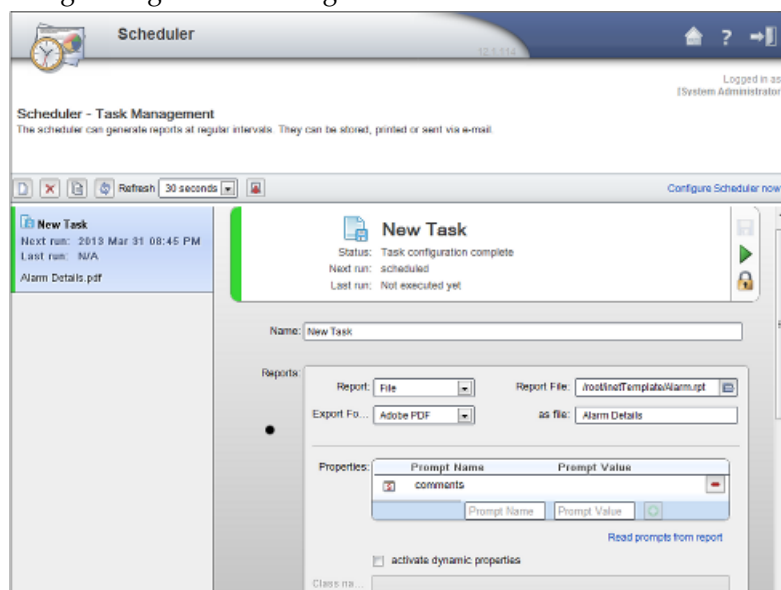 Scheduler
12.1.114
Logged in as
[System Administrator
Scheduler - Task Management
The scheduler can generate reports at regular intervals. They can be stored, printed or sent via e-mail.
Refresh 30 seconds
Configure Scheduler now
New Task
Next run: 2013 Mar 31 08:45 PM
Last run: N/A
Alarm Details.pdf
New Task
Status: Task configuration complete
Next run: scheduled
Last run: Not executed yet
Name: New Task
Reports:
Report: File Report File: /root/inetTemplate/Alarm.rpt
Export Fo... Adobe PDF as file: Alarm Details
Properties: Prompt Name Prompt Value
comments
Prompt Name Prompt Value
Read prompts from report
activate dynamic properties
Class na...